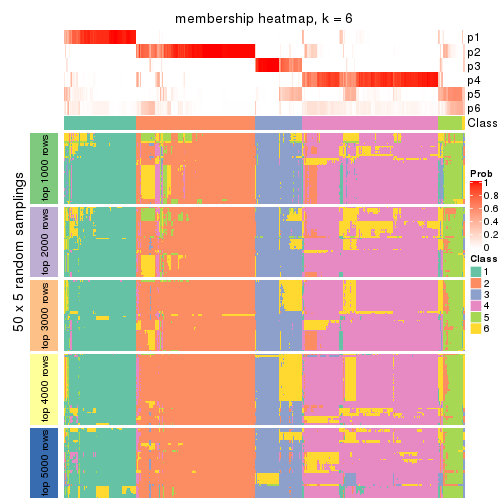 membership heatmap, k = 6
p1
p2
p3
p4
p5
p6
Class
50 x 5 random samplings
top 1000 rows
top 2000 rows
top 3000 rows
top 4000 rows
top 5000 rows
Prob
1
0.8
0.6
0.4
0.2
0
Class
1
2
3
4
5
6